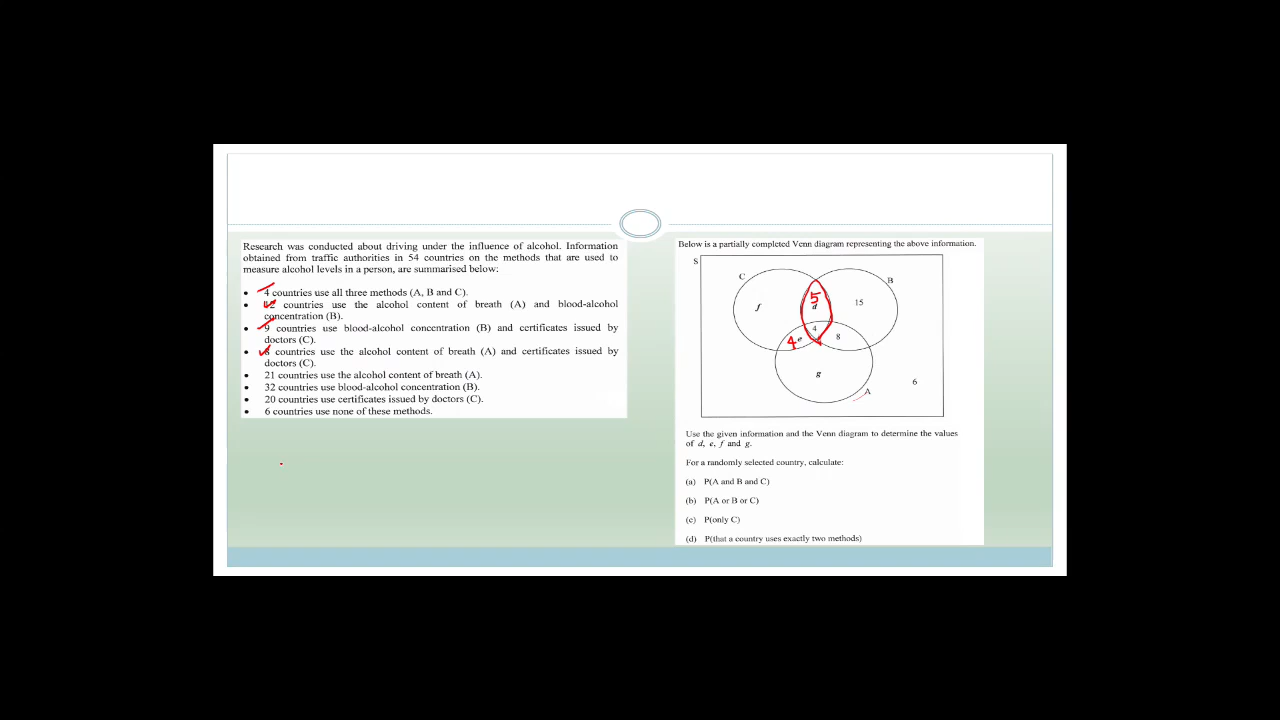 Research was conducted about driving under the influence of alcohol. Information
obtained from traffic authorities in 54 countries on the methods that are used to
measure alcohol levels in a person, are summarised below:
• 4 countries use all three methods (A, B and C).
• 12 countries use the alcohol content of breath (A) and blood-alcohol
concentration (B).
• 9 countries use blood-alcohol concentration (B) and certificates issued by
doctors (C).
• 8 countries use the alcohol content of breath (A) and certificates issued by
doctors (C).
• 21 countries use the alcohol content of breath (A).
• 32 countries use blood-alcohol concentration (B).
• 20 countries use certificates issued by doctors (C).
• 6 countries use none of these methods.
Below is a partially completed Venn diagram representing the above information.
S
C
B
f
5
d
15
4
4
e
8
g
A
6
Use the given information and the Venn diagram to determine the values
of d, e, f and g.
For a randomly selected country, calculate:
(a) P(A and B and C)
(b) P(A or B or C)
(c) P(only C)
(d) P(that a country uses exactly two methods)